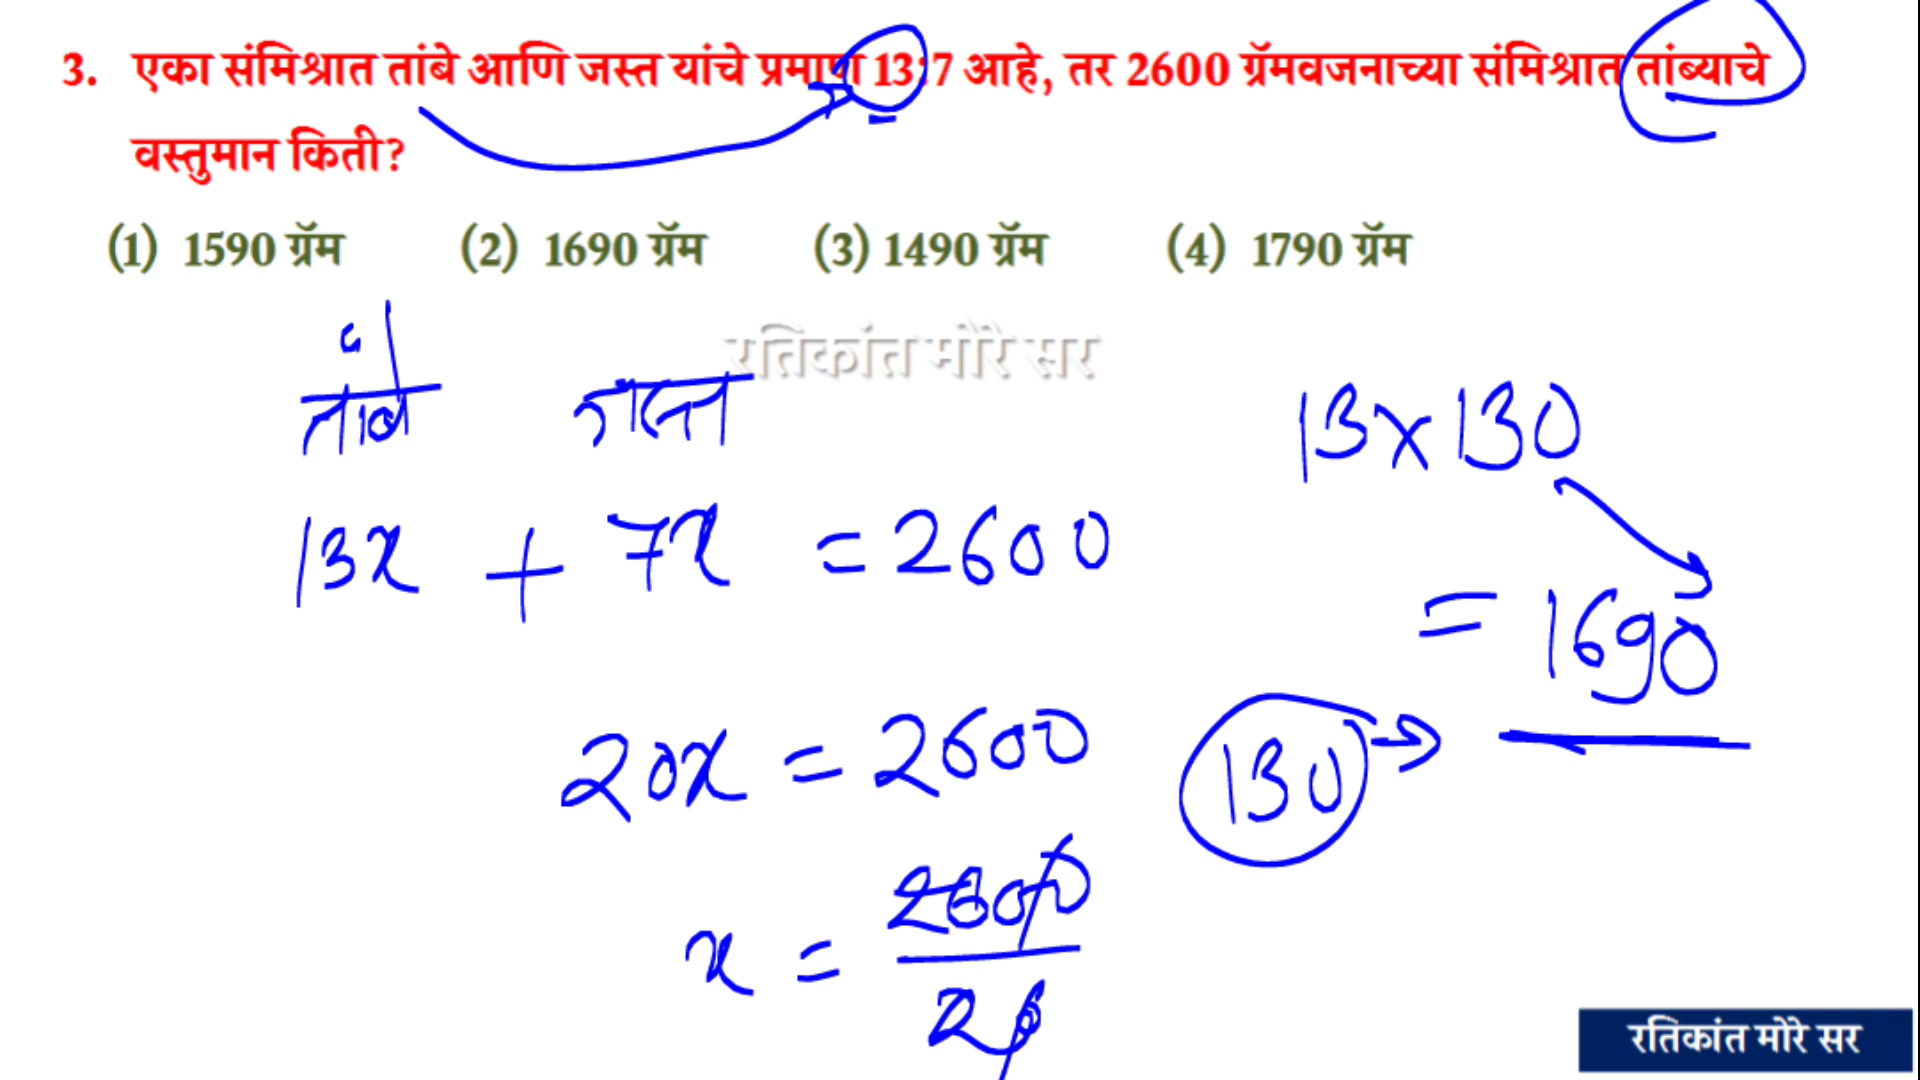 3. एका संमिश्रात तांबे आणि जस्त यांचे प्रमाण 13:7 आहे, तर 2600 ग्रॅमवजनाच्या संमिश्रात तांब्याचे
वस्तुमान किती?
(1) 1590 ग्रॅम (2) 1690 ग्रॅम (3) 1490 ग्रॅम (4) 1790 ग्रॅम
रतिकांत मोरे सर
तांबे जस्त
13x + 7x = 2600
20x = 2600
x = 2600/20
130 →
13 x 130
= 1690
रतिकांत मोरे सर